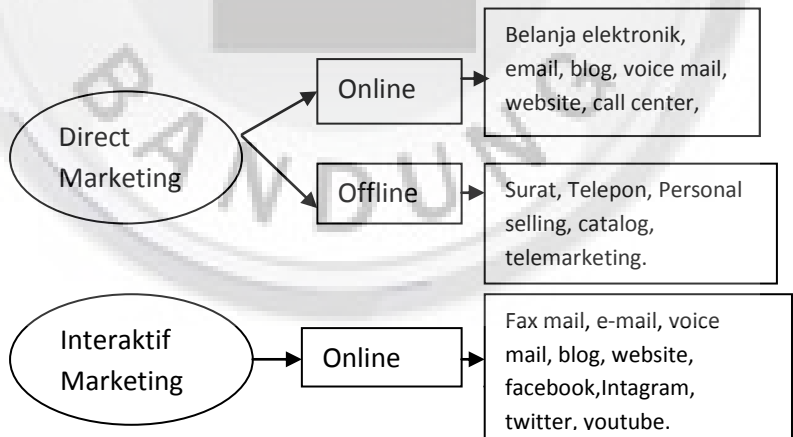 Belanja elektronik,
email, blog, voice mail,
website, call center,
Online
Direct
Marketing
Offline
Surat, Telepon, Personal
selling, catalog,
telemarketing.
Interaktif
Marketing
Online
Fax mail, e-mail, voice
mail, blog, website,
facebook,Intagram,
twitter, youtube.
BANDUNG